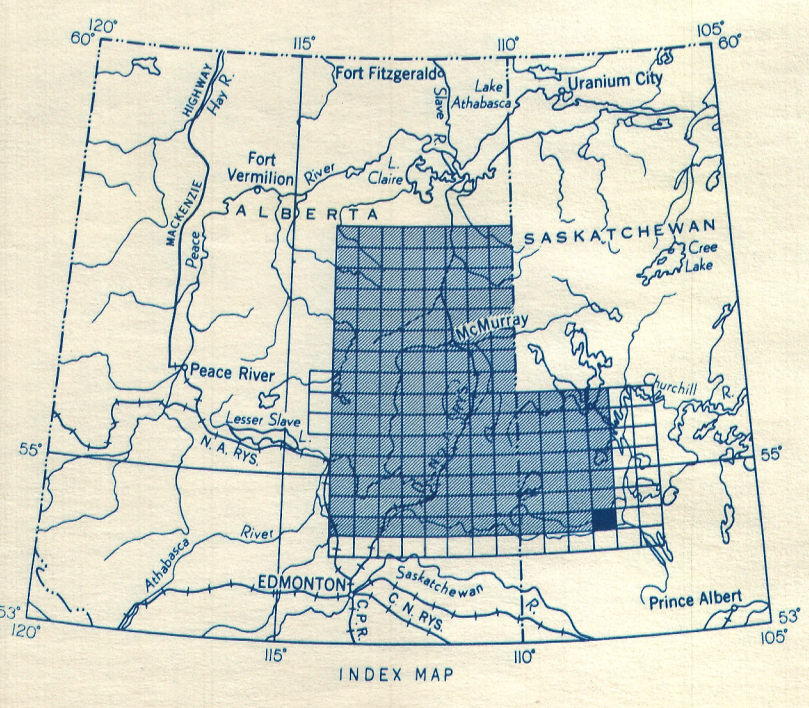 120°
60°
115°
110°
105°
60°
Fort Fitzgerald
Lake
Athabasca
Uranium City
HIGHWAY
Hay R.
Slave
R.
Fort
Vermilion
River
L.
Claire
MACKENZIE
Peace
ALBERTA
SASKATCHEWAN
Cree
Lake
McMurray
Peace River
Churchill
R.
Lesser Slave
L.
N. A. RYS.
N. A. RYS.
55°
55°
River
Athabasca
EDMONTON
Saskatchewan
R.
C. N. RYS.
C.P.R.
Prince Albert
53°
120°
115°
110°
53°
105°
INDEX MAP